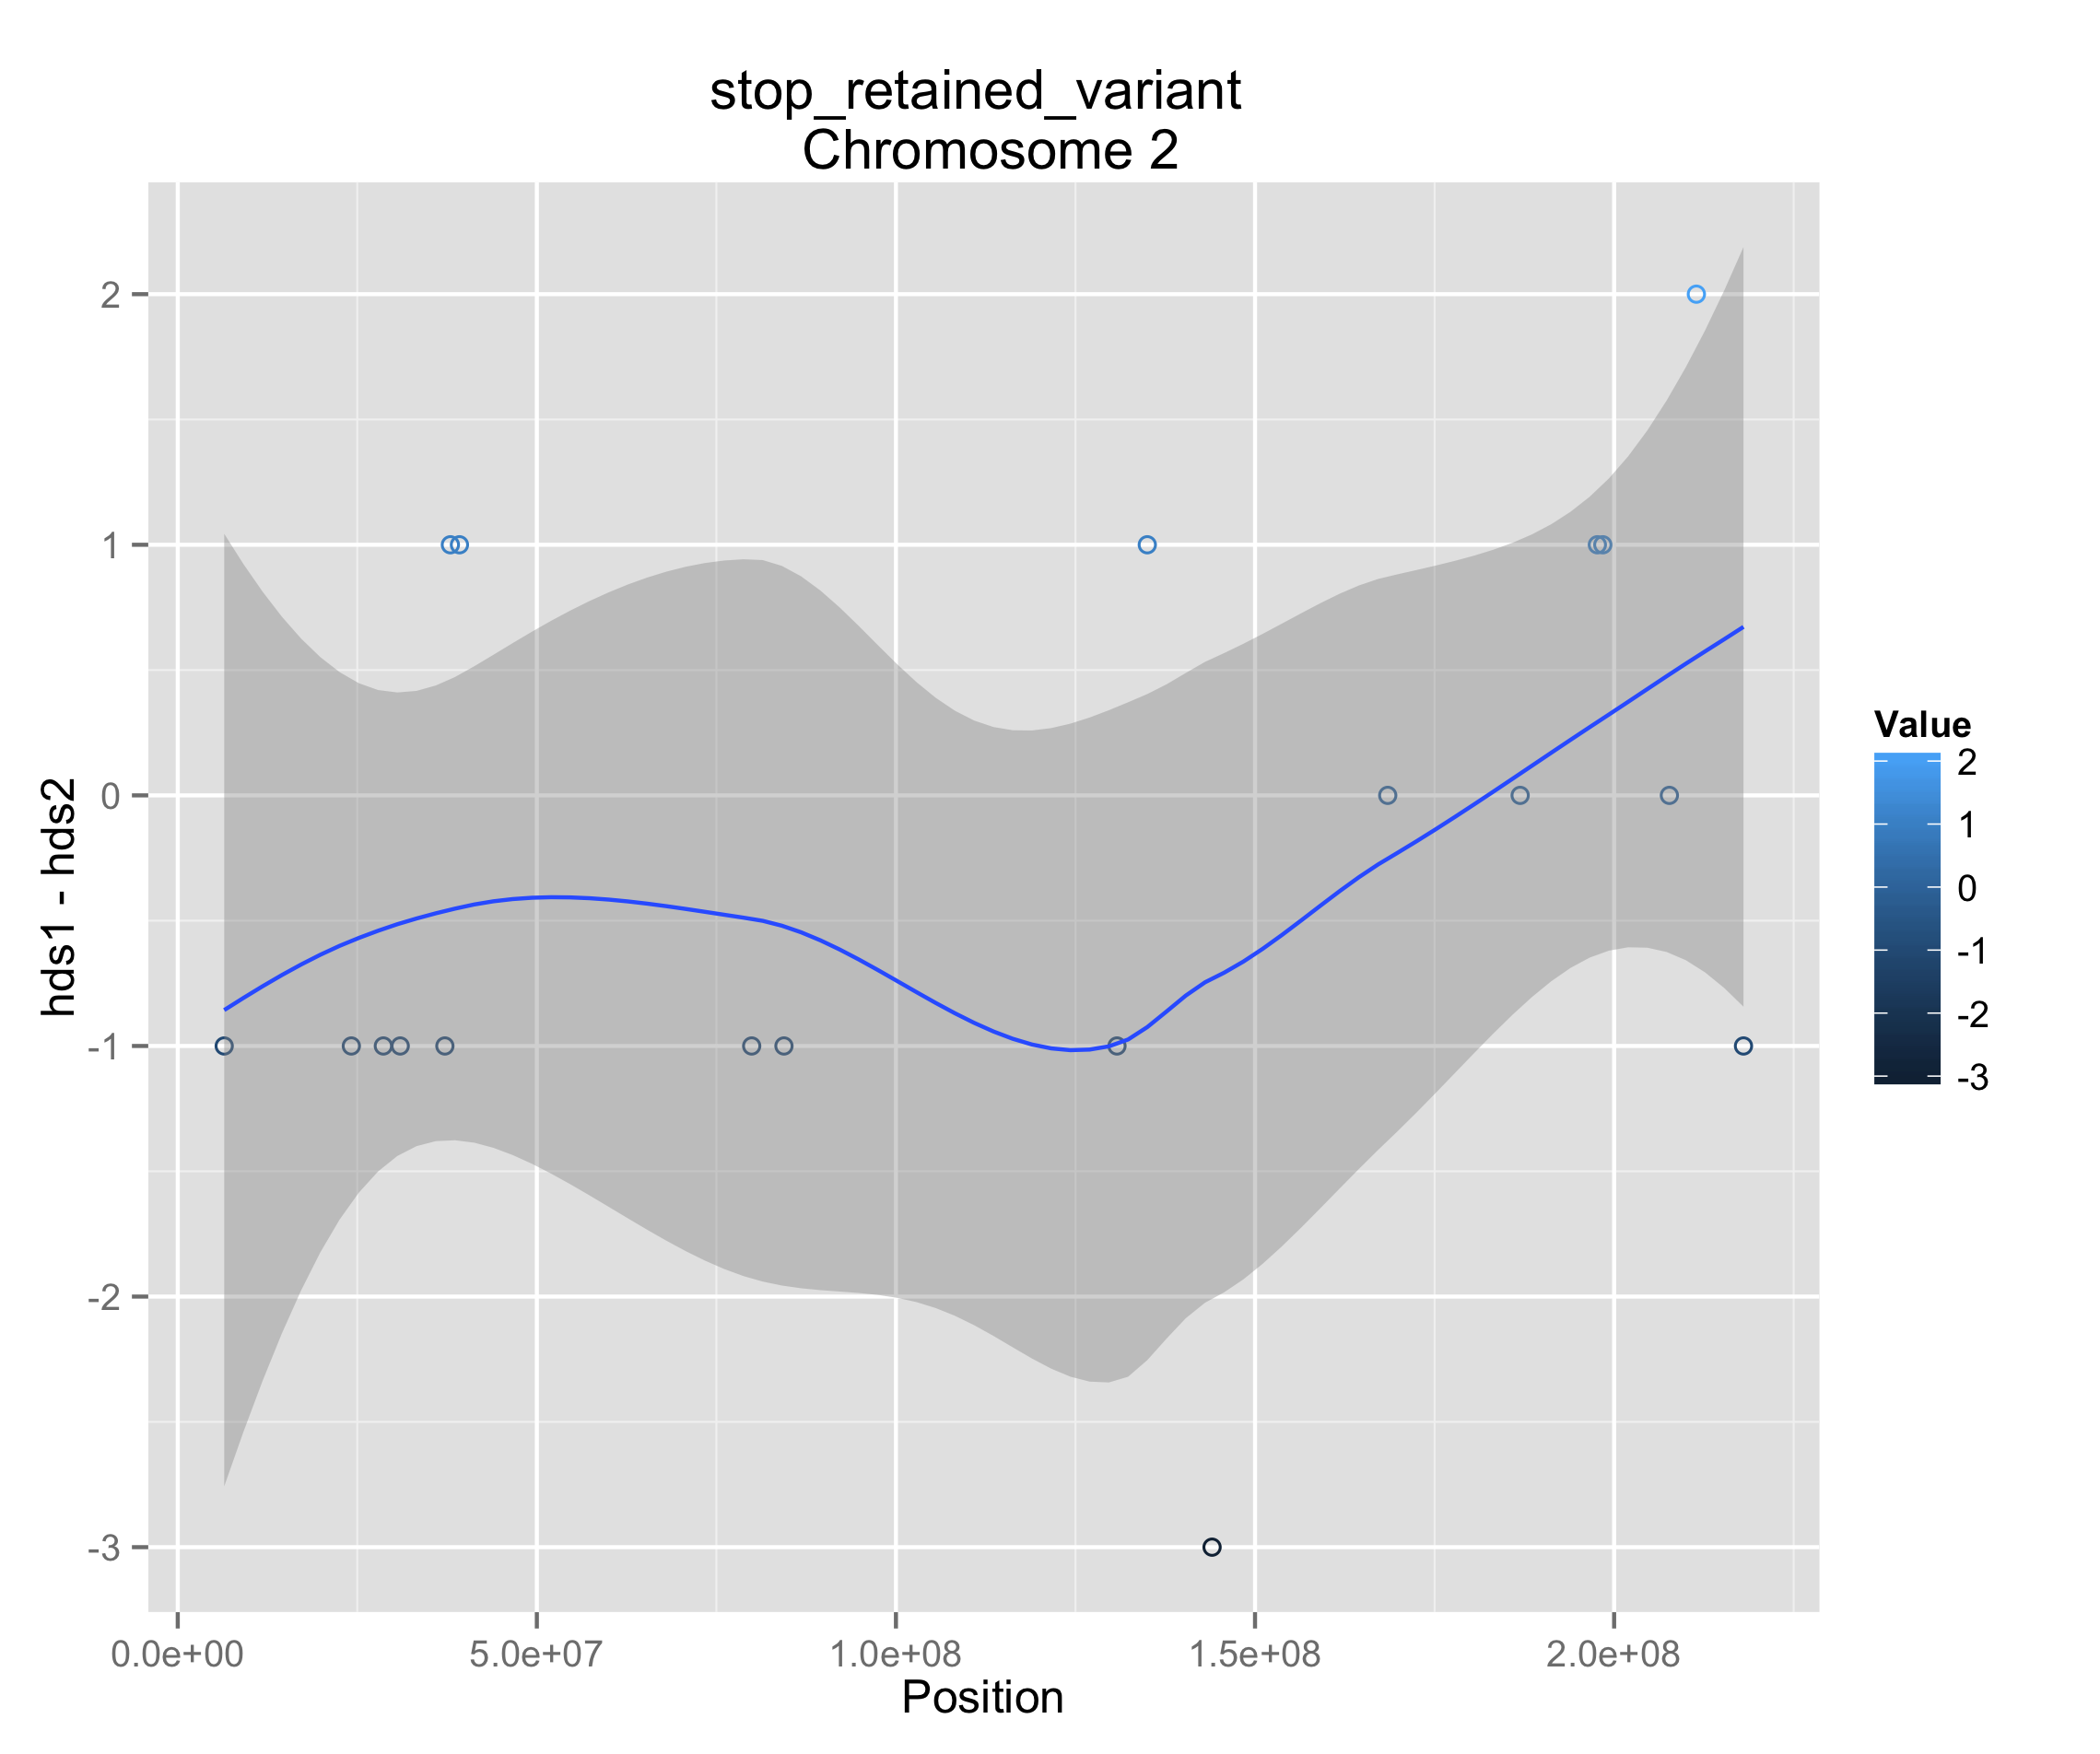 stop_retained_variant
Chromosome 2
hds1 - hds2
2
1
0
-1
-2
-3
0.0e+00 5.0e+07 1.0e+08 1.5e+08 2.0e+08
Position
Value
2
1
0
-1
-2
-3